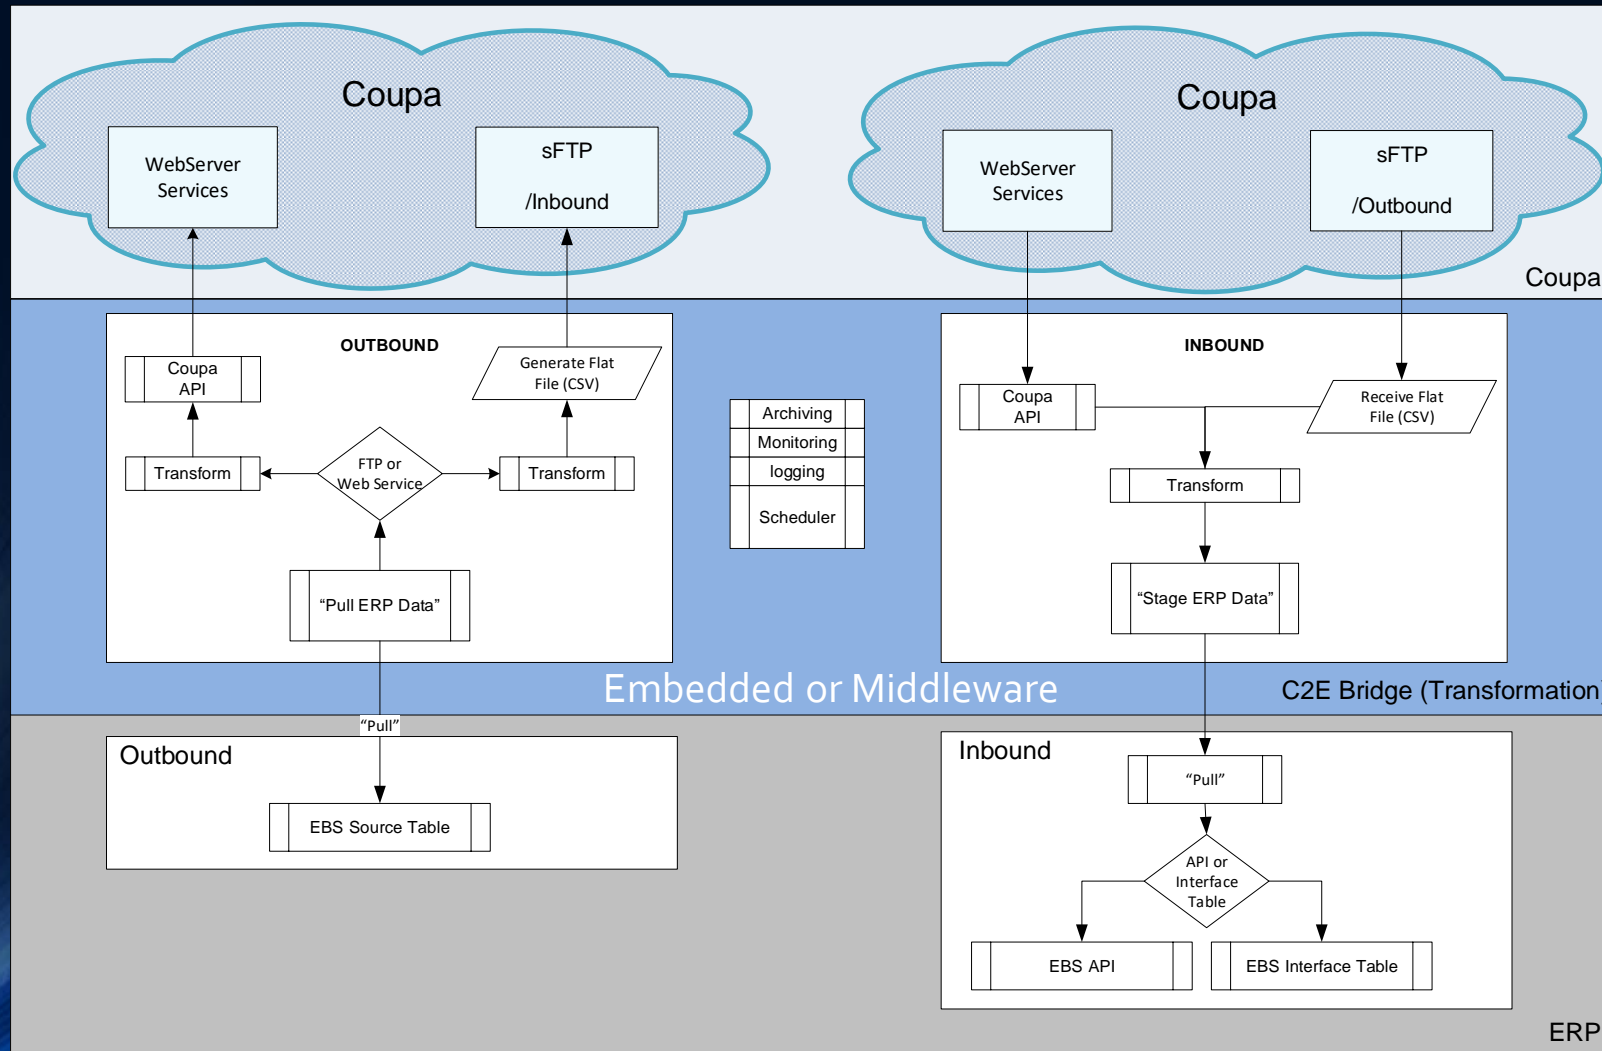 Coupa
WebServer
Services
sFTP
/Inbound
Coupa
WebServer
Services
sFTP
/Outbound
Coupa
OUTBOUND
Coupa
API
Generate Flat
File (CSV)
Transform
FTP or
Web Service
Transform
“Pull ERP Data”
Archiving
Monitoring
logging
Scheduler
INBOUND
Coupa
API
Receive Flat
File (CSV)
Transform
“Stage ERP Data”
Embedded or Middleware
C2E Bridge (Transformation)
“Pull”
Outbound
EBS Source Table
Inbound
“Pull”
API or
Interface
Table
EBS API
EBS Interface Table
ERP